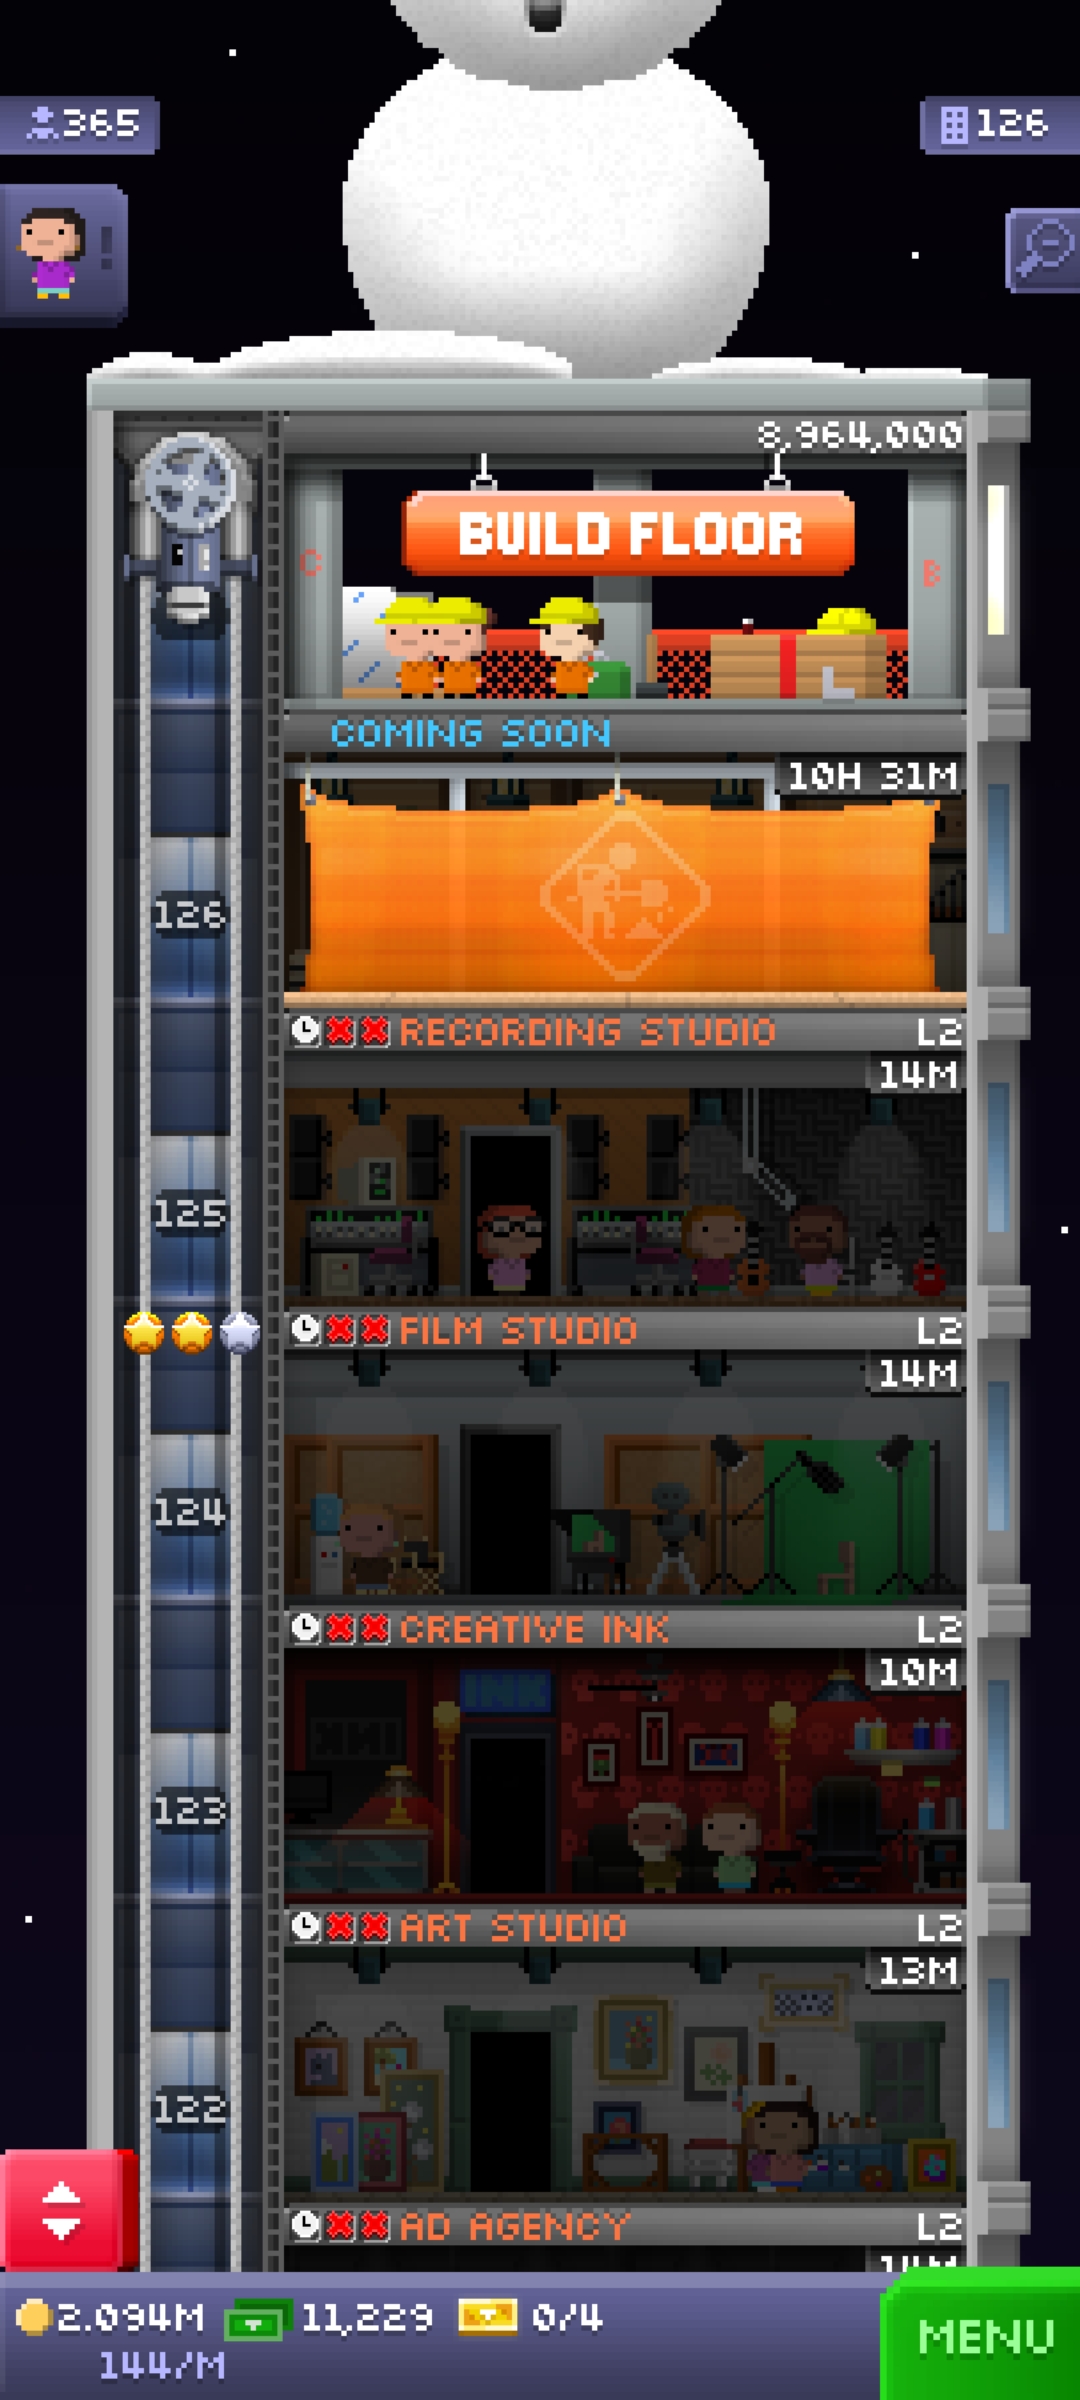 365
126
8,964,000
BUILD FLOOR
C
B
COMING SOON
10H 31M
126
RECORDING STUDIO L2
14M
125
FILM STUDIO L2
14M
124
CREATIVE INK L2
10M
INK
123
ART STUDIO L2
13M
122
AD AGENCY L2
14M
2.094M 11,229 0/4
144/M
MENU